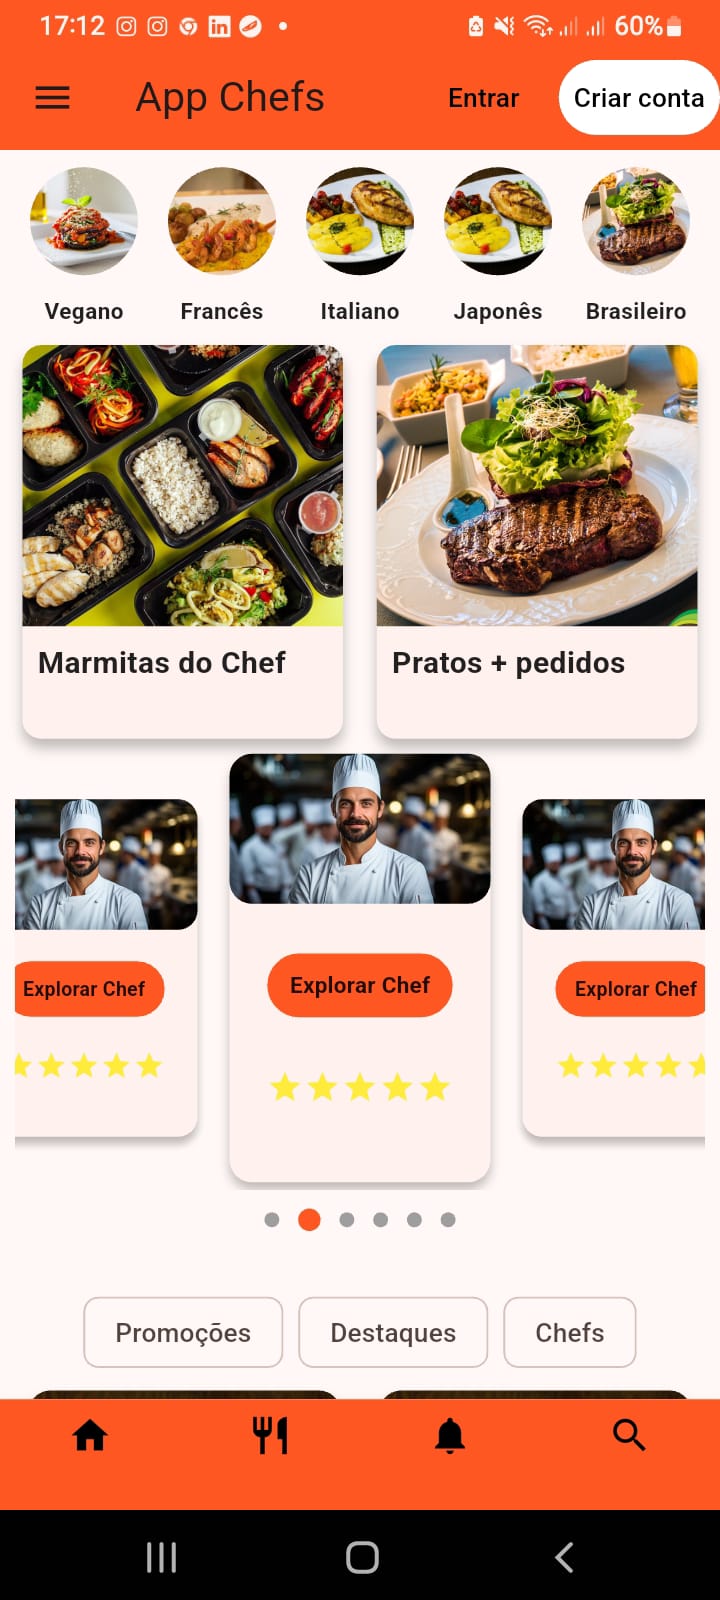 17:12 60%
App Chefs Entrar Criar conta
Vegano Francês Italiano Japonês Brasileiro
Marmitas do Chef Pratos + pedidos
Explorar Chef Explorar Chef Explorar Chef
Promoções Destaques Chefs